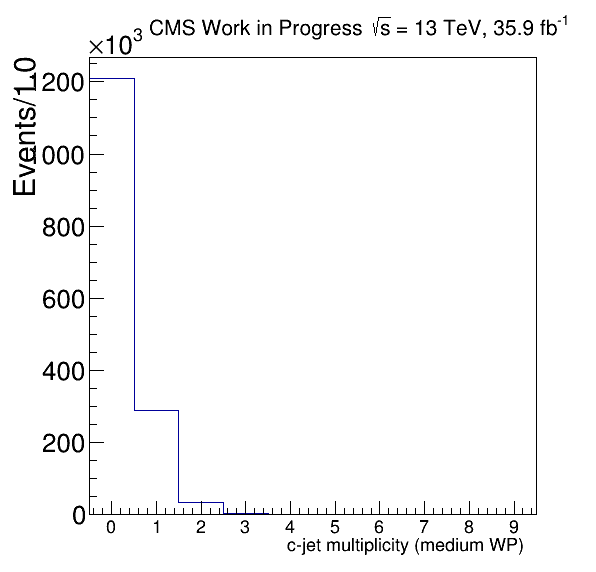 ×10³ CMS Work in Progress √s = 13 TeV, 35.9 fb⁻¹
Events/1.0
1200
1000
800
600
400
200
0
0 1 2 3 4 5 6 7 8 9
c-jet multiplicity (medium WP)